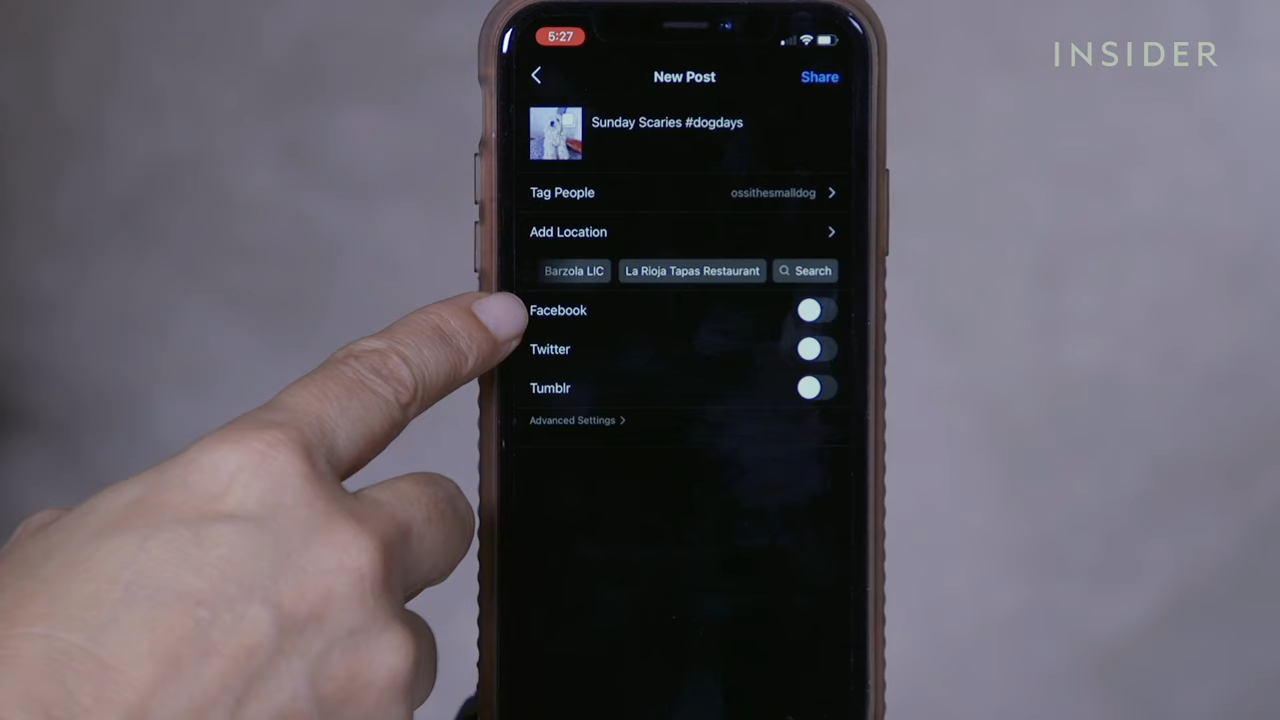 INSIDER
5:27
New Post
Share
Sunday Scaries #dogdays
Tag People
ossithesmalldog
Add Location
Barzola LIC
La Rioja Tapas Restaurant
Search
Facebook
Twitter
Tumblr
Advanced Settings